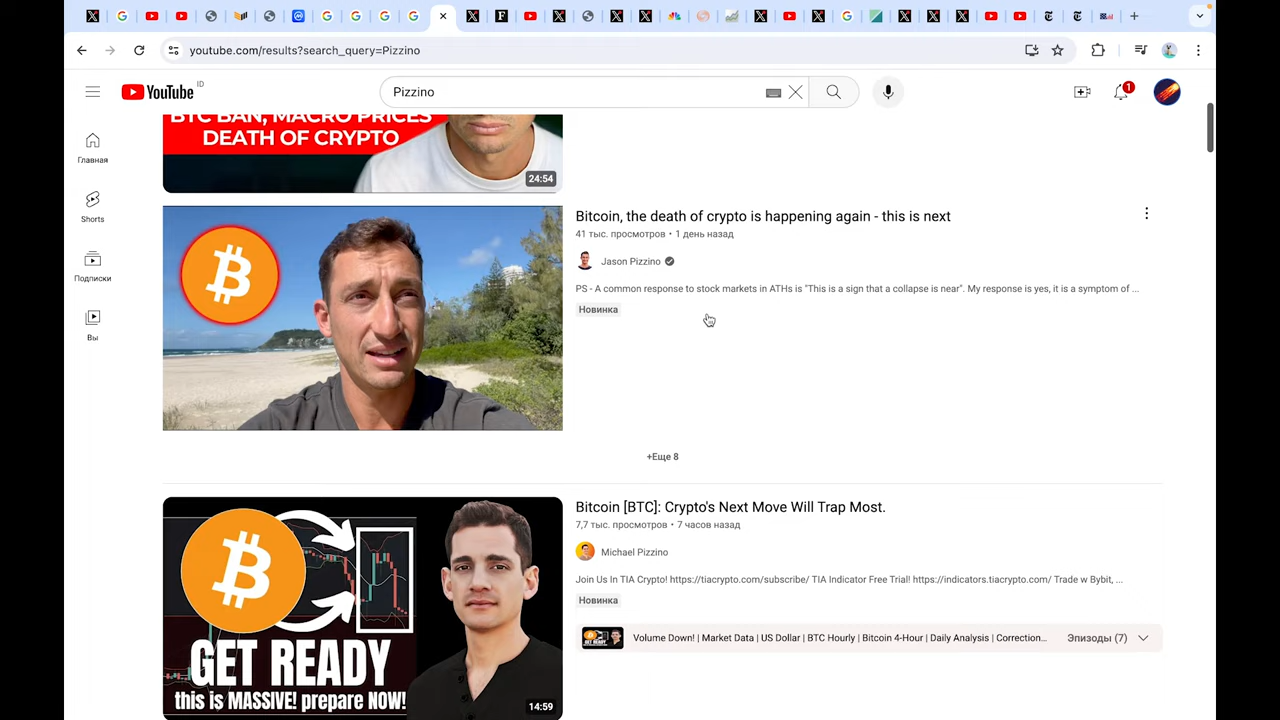 youtube.com/results?search_query=Pizzino
YouTube ID
Pizzino
1
Главная
Shorts
Подписки
Вы
BTC BAN, MACRO PRICES
DEATH OF CRYPTO
24:54
Bitcoin, the death of crypto is happening again - this is next
41 тыс. просмотров • 1 день назад
Jason Pizzino
PS - A common response to stock markets in ATHs is "This is a sign that a collapse is near". My response is yes, it is a symptom of ...
Новинка
+Еще 8
GET READY
this is MASSIVE! prepare NOW!
14:59
Bitcoin [BTC]: Crypto's Next Move Will Trap Most.
7,7 тыс. просмотров • 7 часов назад
Michael Pizzino
Join Us In TIA Crypto! https://tiacrypto.com/subscribe/ TIA Indicator Free Trial! https://indicators.tiacrypto.com/ Trade w Bybit, ...
Новинка
Volume Down! | Market Data | US Dollar | BTC Hourly | Bitcoin 4-Hour | Daily Analysis | Correction... Эпизоды (7)